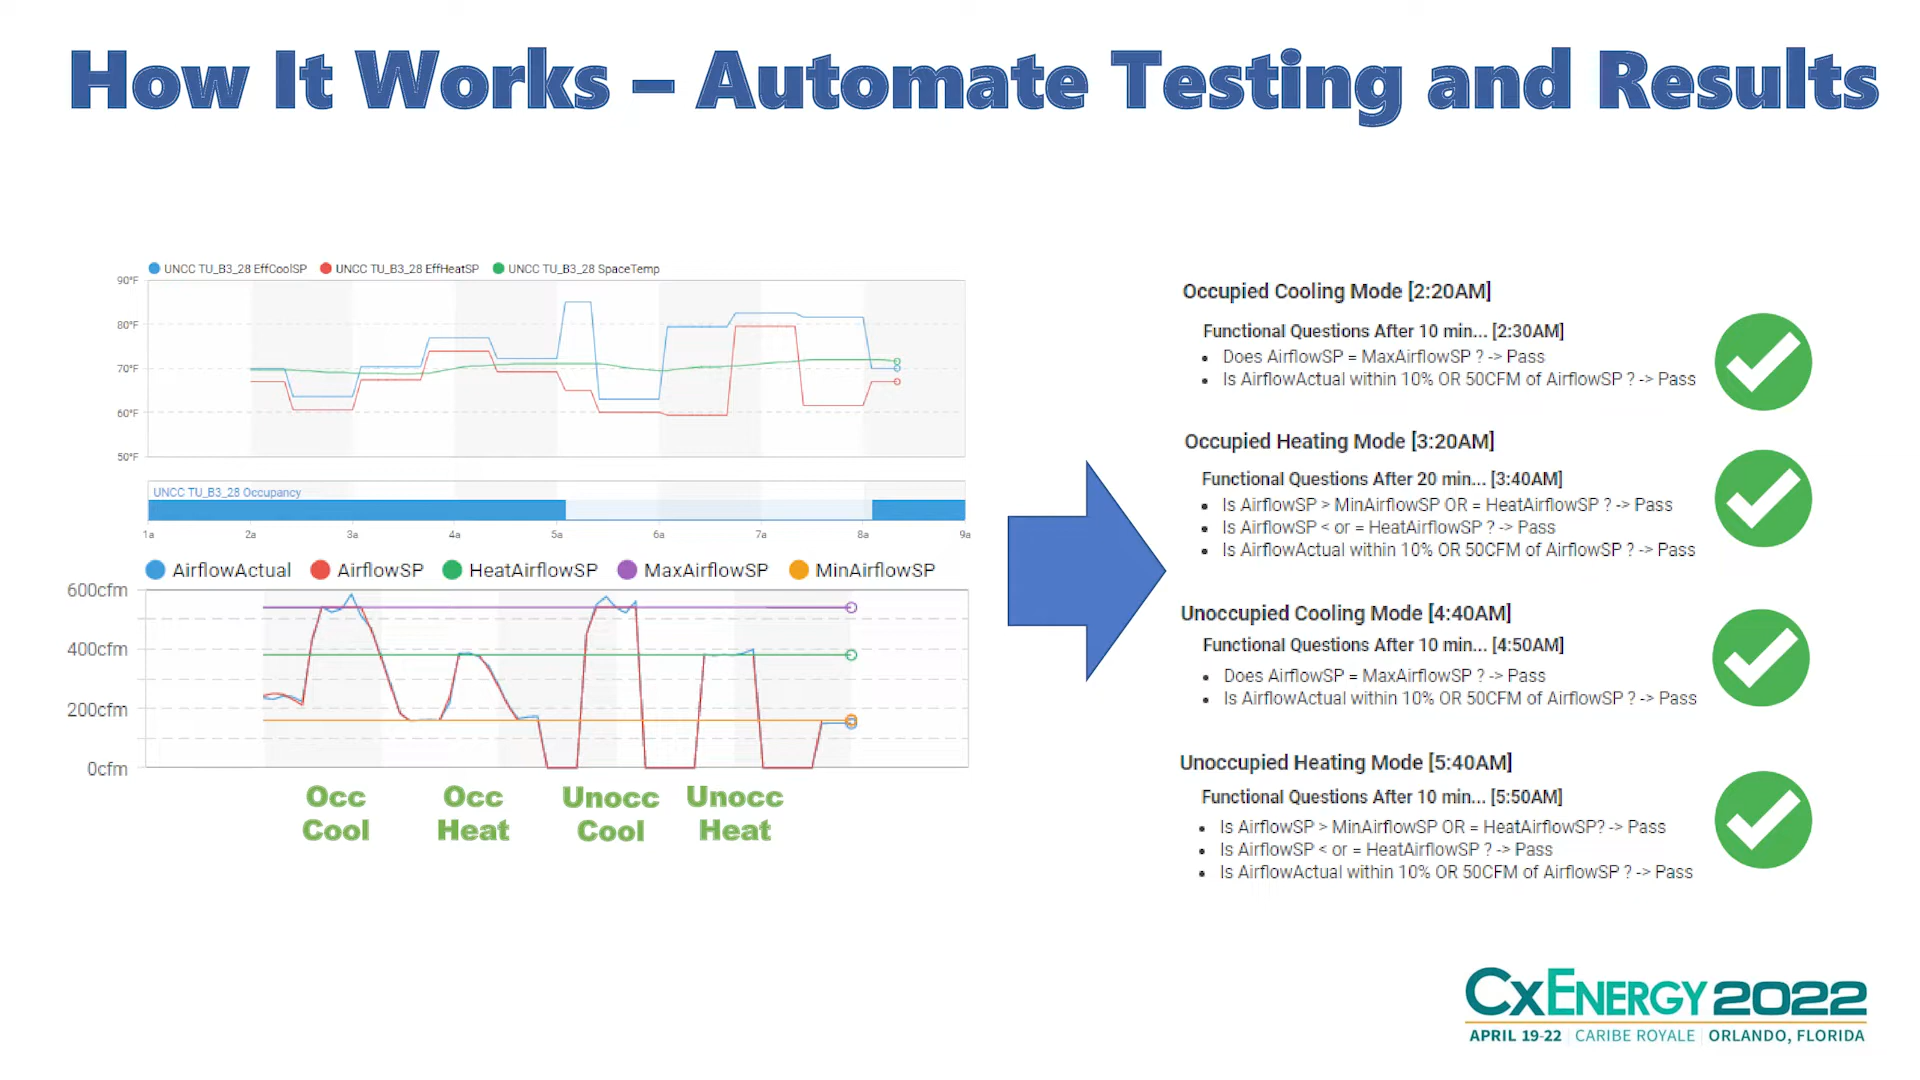 How It Works – Automate Testing and Results
UNCC TU_B3_28 EffCoolSP UNCC TU_B3_28 EffHeatSP UNCC TU_B3_28 SpaceTemp
90°F
80°F
70°F
60°F
50°F
UNCC TU_B3_28 Occupancy
1a 2a 3a 4a 5a 6a 7a 8a 9a
AirflowActual AirflowSP HeatAirflowSP MaxAirflowSP MinAirflowSP
600cfm
400cfm
200cfm
0cfm
Occ Cool
Occ Heat
Unocc Cool
Unocc Heat
Occupied Cooling Mode [2:20AM]
Functional Questions After 10 min... [2:30AM]
• Does AirflowSP = MaxAirflowSP ? -> Pass
• Is AirflowActual within 10% OR 50CFM of AirflowSP ? -> Pass
Occupied Heating Mode [3:20AM]
Functional Questions After 20 min... [3:40AM]
• Is AirflowSP > MinAirflowSP OR = HeatAirflowSP ? -> Pass
• Is AirflowSP < or = HeatAirflowSP ? -> Pass
• Is AirflowActual within 10% OR 50CFM of AirflowSP ? -> Pass
Unoccupied Cooling Mode [4:40AM]
Functional Questions After 10 min... [4:50AM]
• Does AirflowSP = MaxAirflowSP ? -> Pass
• Is AirflowActual within 10% OR 50CFM of AirflowSP ? -> Pass
Unoccupied Heating Mode [5:40AM]
Functional Questions After 10 min... [5:50AM]
• Is AirflowSP > MinAirflowSP OR = HeatAirflowSP? -> Pass
• Is AirflowSP < or = HeatAirflowSP ? -> Pass
• Is AirflowActual within 10% OR 50CFM of AirflowSP ? -> Pass
CxEnergy 2022
APRIL 19-22 | CARIBE ROYALE | ORLANDO, FLORIDA